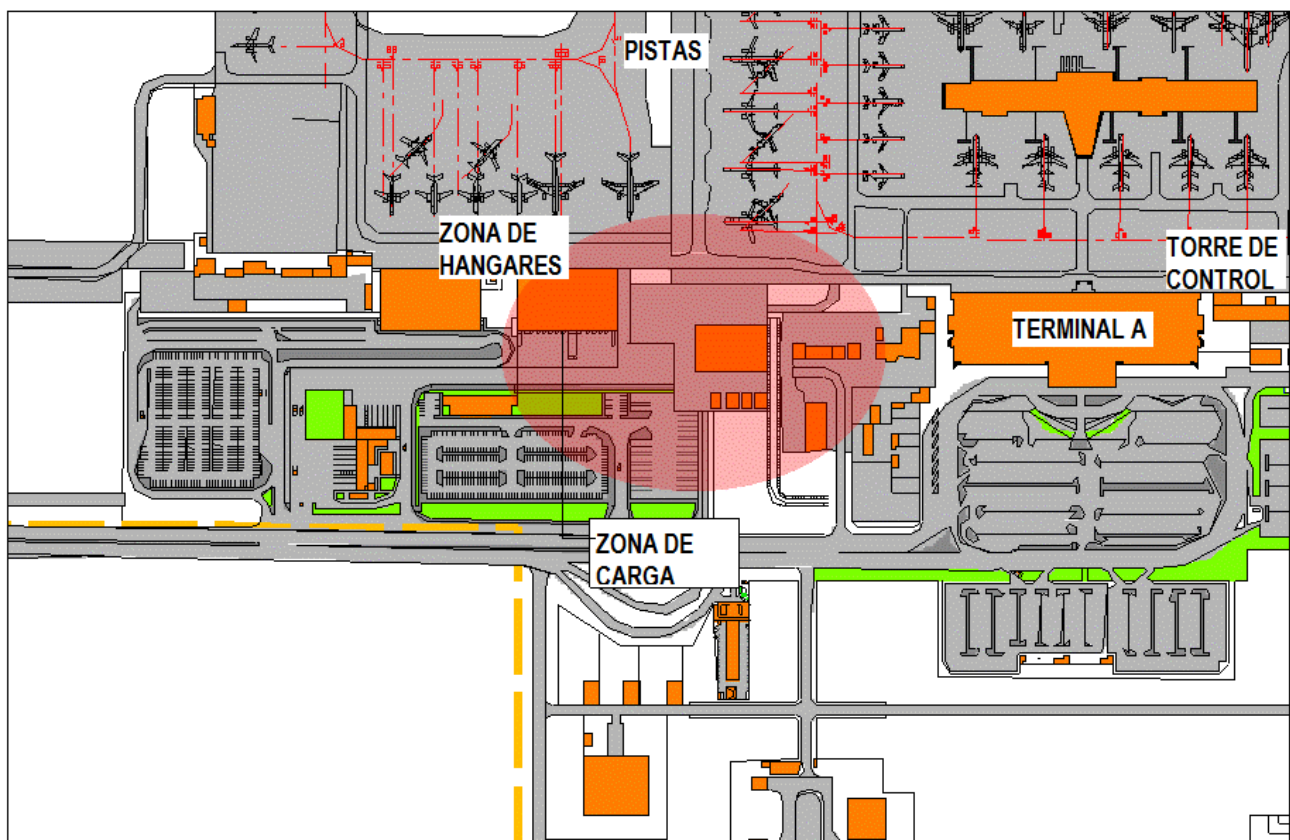 PISTAS
ZONA DE
HANGARES
TORRE DE
CONTROL
TERMINAL A
ZONA DE
CARGA